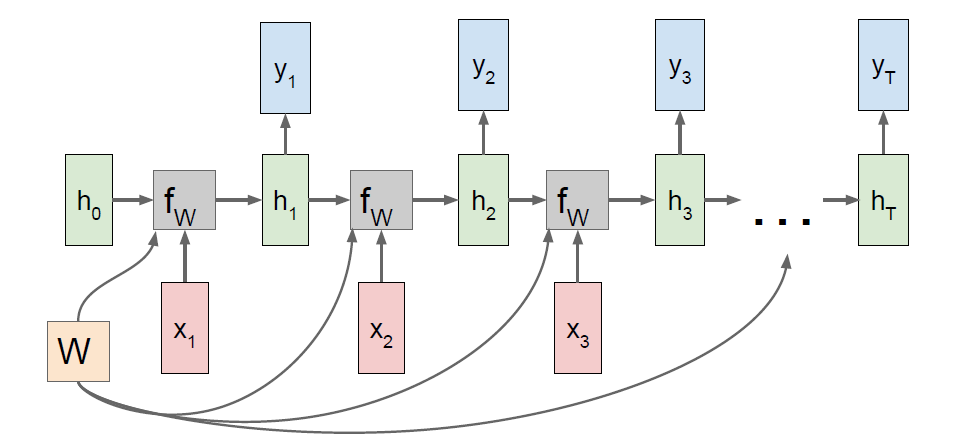 y1 y2 y3 yT
h0 fW h1 fW h2 fW h3 ... hT
x1 x2 x3
W